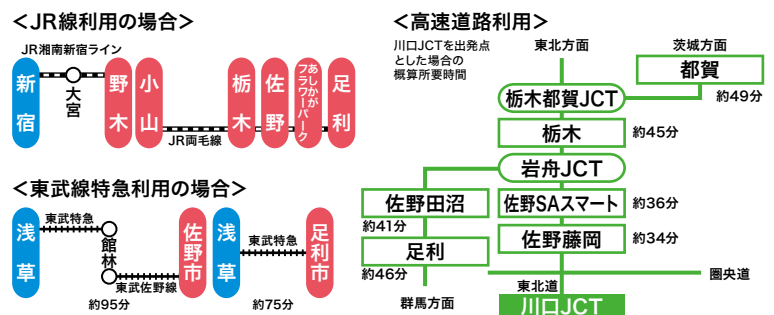 <JR線利用の場合>
JR湘南新宿ライン
新宿
大宮
野木
小山
栃木
佐野
あしかが
フラワーパーク
足利
JR両毛線
<東武線特急利用の場合>
浅草
東武特急
館林
東武佐野線
佐野市
約95分
浅草
東武特急
足利市
約75分
<高速道路利用>
川口JCTを出発点
とした場合の
概算所要時間
東北方面
茨城方面
都賀
約49分
栃木都賀JCT
栃木
約45分
岩舟JCT
佐野田沼
約41分
佐野SAスマート
約36分
足利
約46分
佐野藤岡
約34分
圏央道
群馬方面
東北道
川口JCT